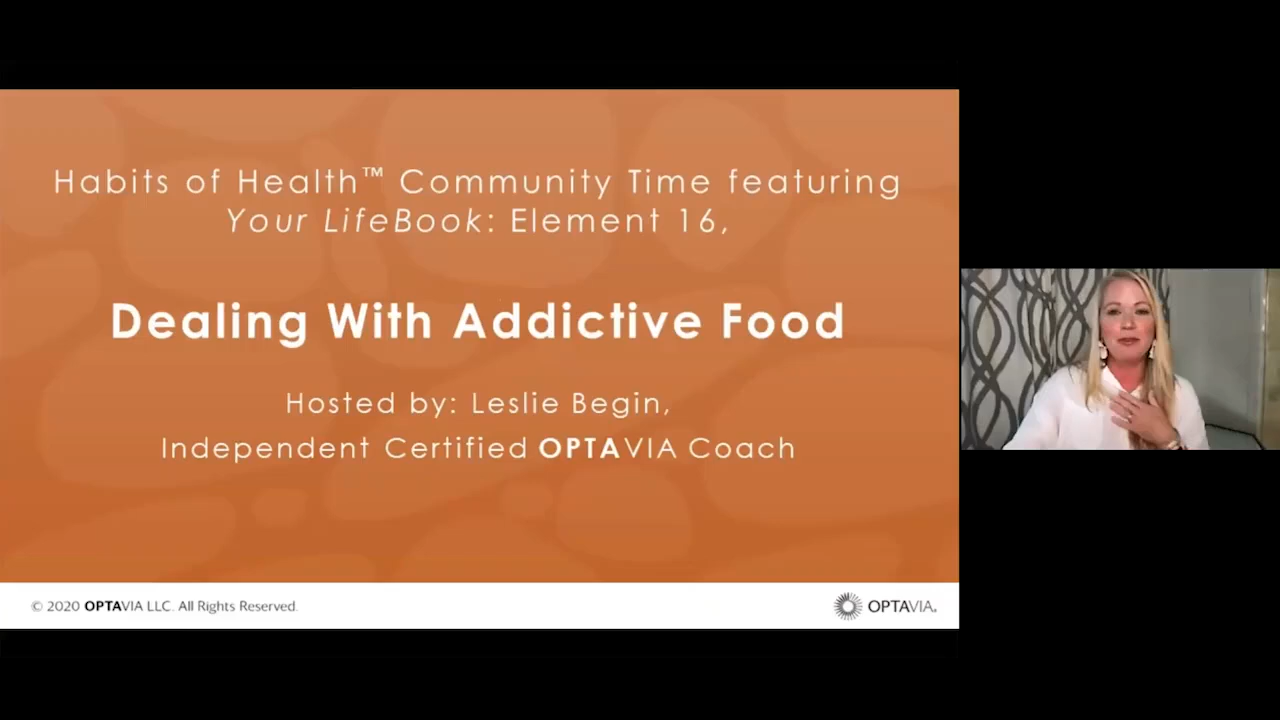 Habits of Health™ Community Time featuring
Your LifeBook: Element 16,
Dealing With Addictive Food
Hosted by: Leslie Begin,
Independent Certified OPTAVIA Coach
© 2020 OPTAVIA LLC. All Rights Reserved.
OPTAVIA®